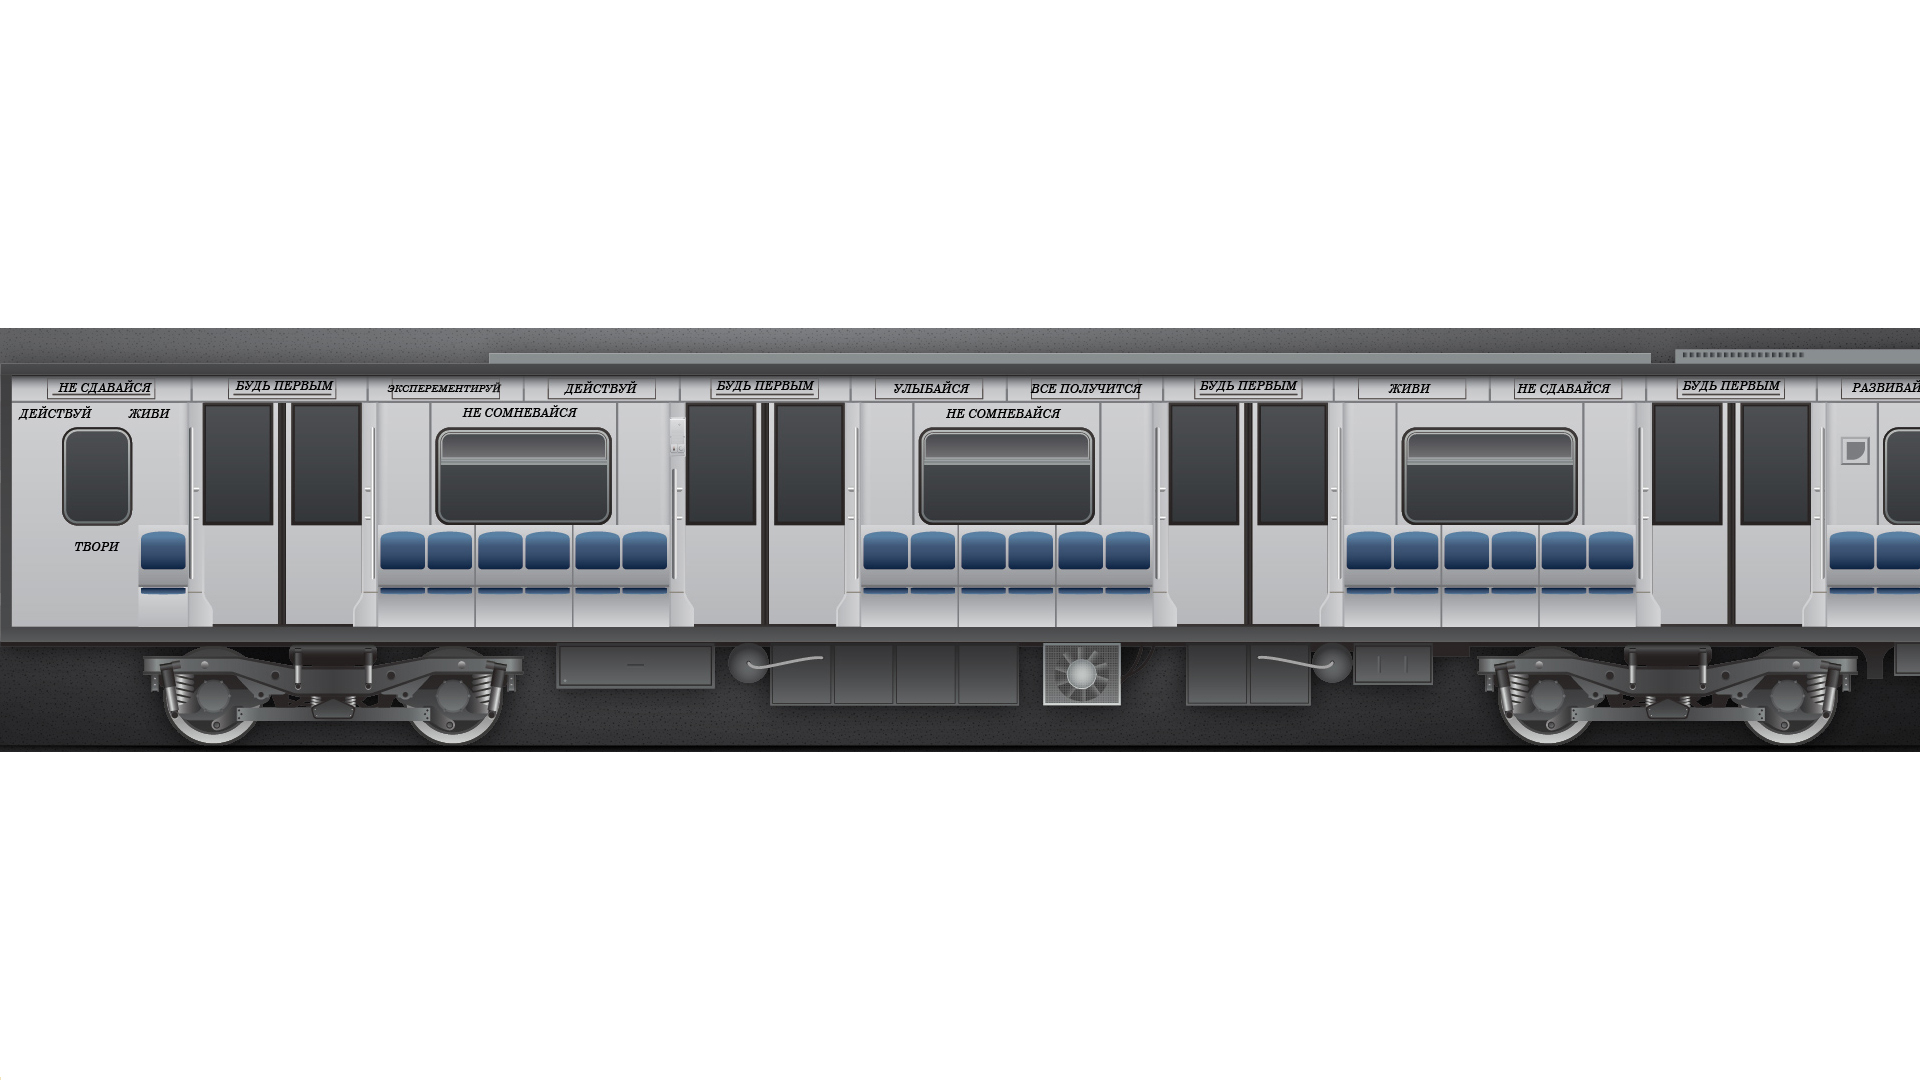 НЕ СДАВАЙСЯ
БУДЬ ПЕРВЫМ
ЭКСПЕРЕМЕНТИРУЙ
ДЕЙСТВУЙ
БУДЬ ПЕРВЫМ
УЛЫБАЙСЯ
ВСЕ ПОЛУЧИТСЯ
БУДЬ ПЕРВЫМ
ЖИВИ
НЕ СДАВАЙСЯ
БУДЬ ПЕРВЫМ
РАЗВИВАЙ
ДЕЙСТВУЙ
ЖИВИ
НЕ СОМНЕВАЙСЯ
НЕ СОМНЕВАЙСЯ
ТВОРИ